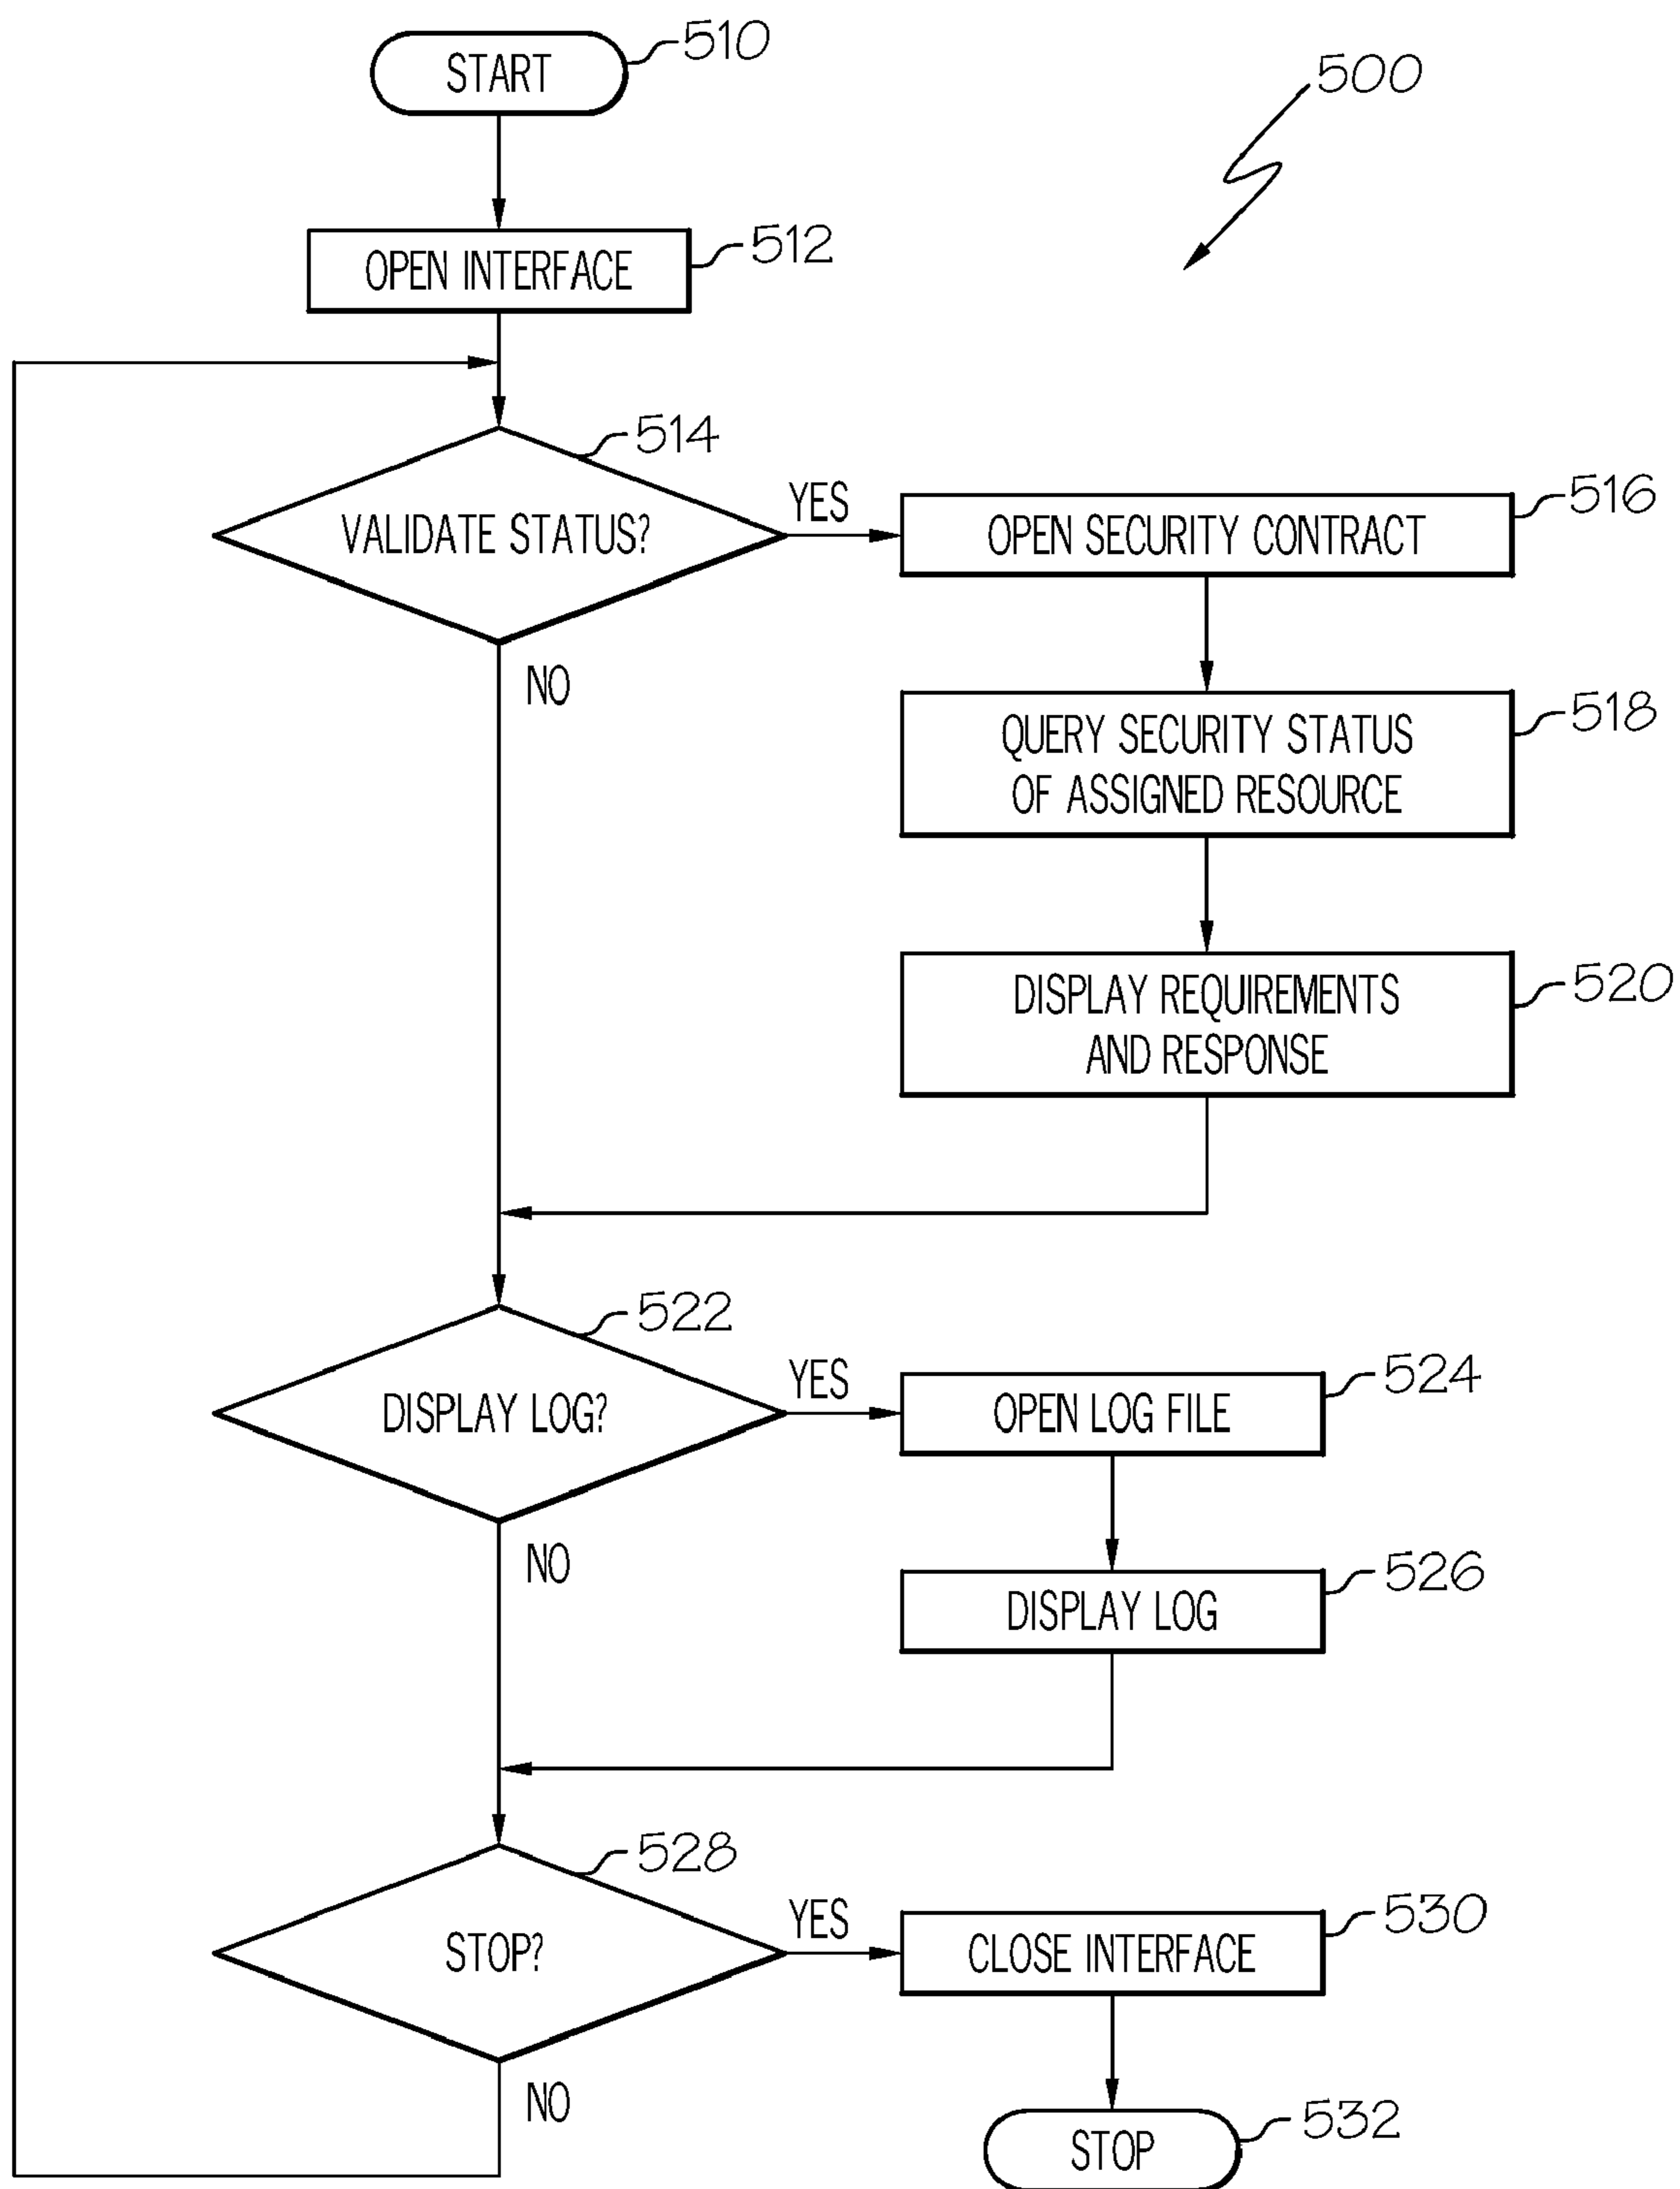 START
510
500
OPEN INTERFACE
512
514
VALIDATE STATUS?
YES
NO
OPEN SECURITY CONTRACT
516
QUERY SECURITY STATUS
OF ASSIGNED RESOURCE
518
DISPLAY REQUIREMENTS
AND RESPONSE
520
522
DISPLAY LOG?
YES
NO
OPEN LOG FILE
524
DISPLAY LOG
526
528
STOP?
YES
NO
CLOSE INTERFACE
530
STOP
532